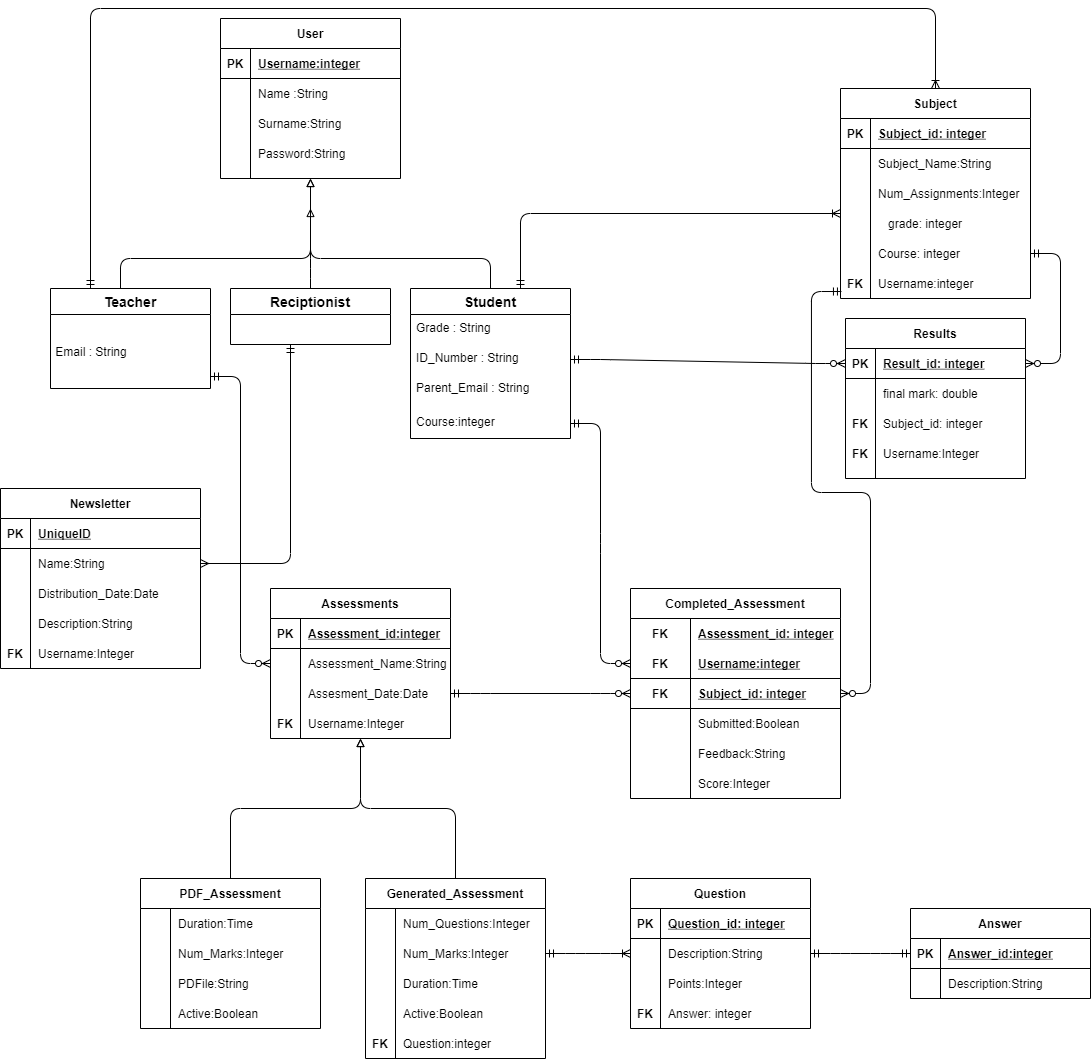 User
PK Username:integer
Name :String
Surname:String
Password:String
Subject
PK Subject_id: integer
Subject_Name:String
Num_Assignments:Integer
grade: integer
Course: integer
FK Username:integer
Teacher
Email : String
Reciptionist
Student
Grade : String
ID_Number : String
Parent_Email : String
Course:integer
Results
PK Result_id: integer
final mark: double
FK Subject_id: integer
FK Username:Integer
Newsletter
PK UniqueID
Name:String
Distribution_Date:Date
Description:String
FK Username:Integer
Assessments
PK Assessment_id:integer
Assessment_Name:String
Assesment_Date:Date
FK Username:Integer
Completed_Assessment
FK Assessment_id: integer
FK Username:integer
FK Subject_id: integer
Submitted:Boolean
Feedback:String
Score:Integer
PDF_Assessment
Duration:Time
Num_Marks:Integer
PDFile:String
Active:Boolean
Generated_Assessment
Num_Questions:Integer
Num_Marks:Integer
Duration:Time
Active:Boolean
FK Question:integer
Question
PK Question_id: integer
Description:String
Points:Integer
FK Answer: integer
Answer
PK Answer_id:integer
Description:String